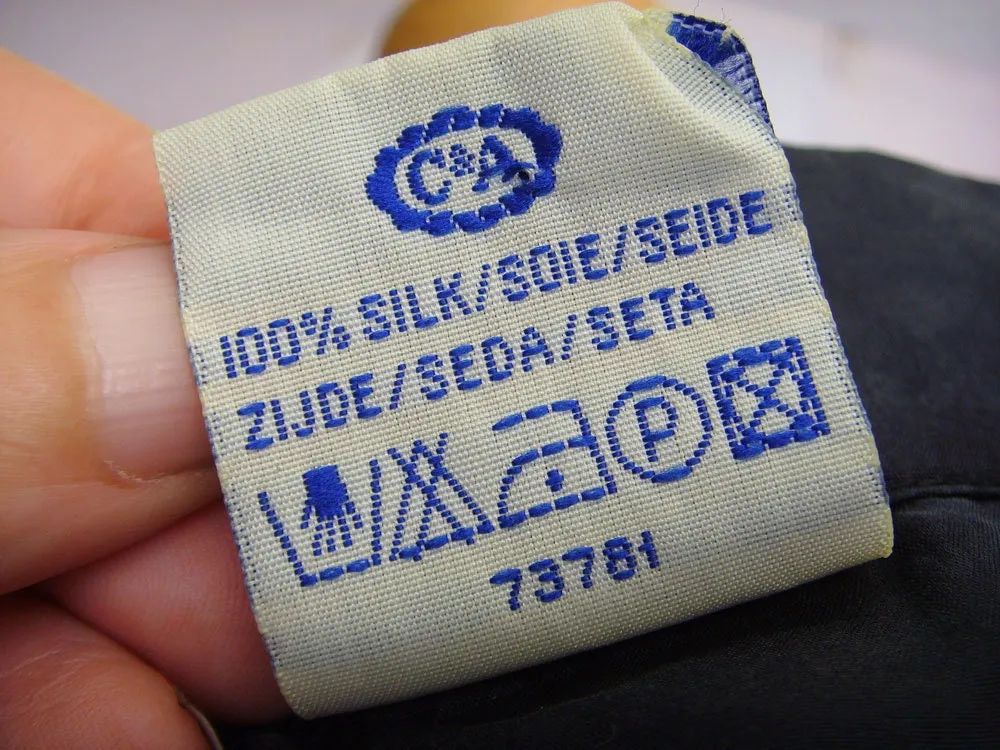 C&A
100% SILK/SOIE/SEIDE
ZIJDE/SEDA/SETA
P
73781